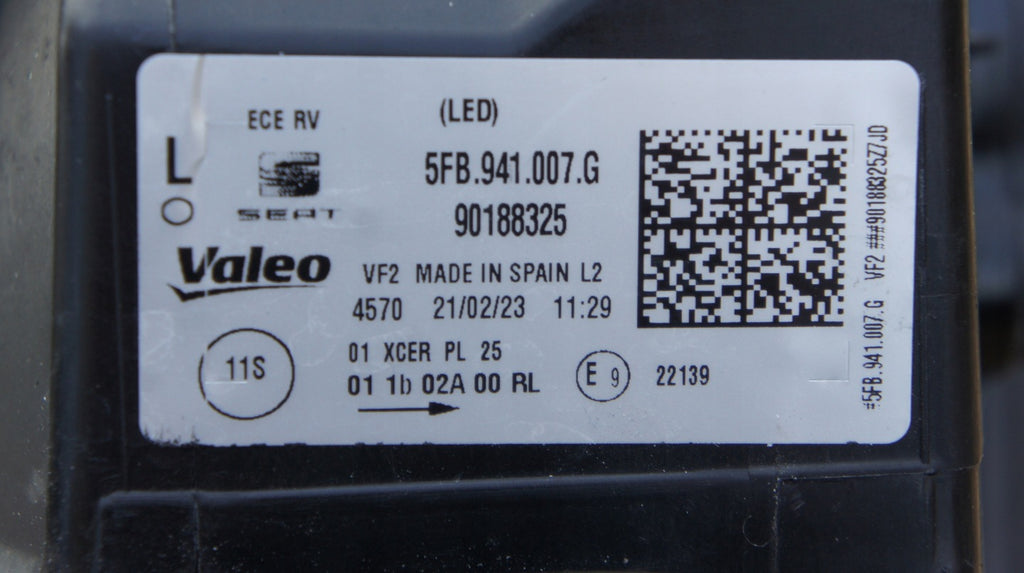 ECE RV (LED)
L
SEAT
5FB.941.007.G
90188325
Valeo
VF2 MADE IN SPAIN L2
4570 21/02/23 11:29
11S
01 XCER PL 25
01 1b 02A 00 RL
E 9
22139
#5FB.941.007.G VF2 ###90188325Z7JD